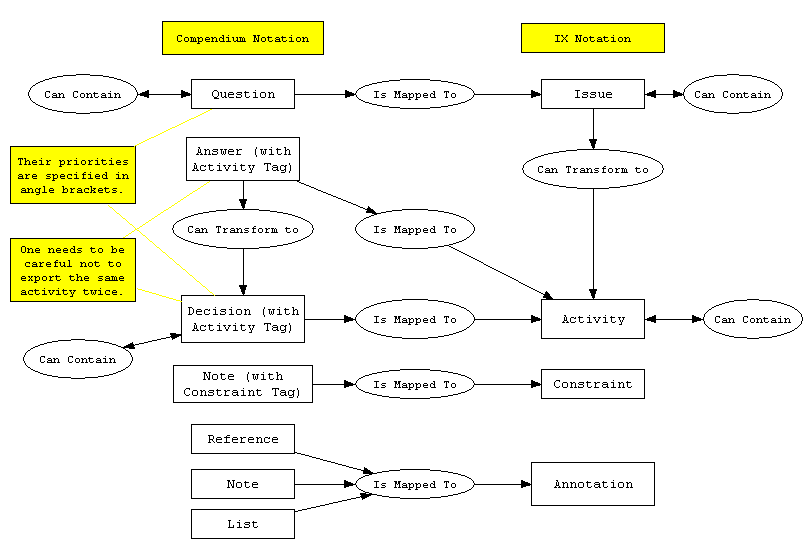 Compendium Notation
IX Notation
Can Contain
Question
Is Mapped To
Issue
Can Contain
Their priorities
are specified in
angle brackets.
Answer (with
Activity Tag)
Can Transform to
Can Transform to
Is Mapped To
One needs to be
careful not to
export the same
activity twice.
Decision (with
Activity Tag)
Is Mapped To
Activity
Can Contain
Can Contain
Note (with
Constraint Tag)
Is Mapped To
Constraint
Reference
Note
Is Mapped To
Annotation
List